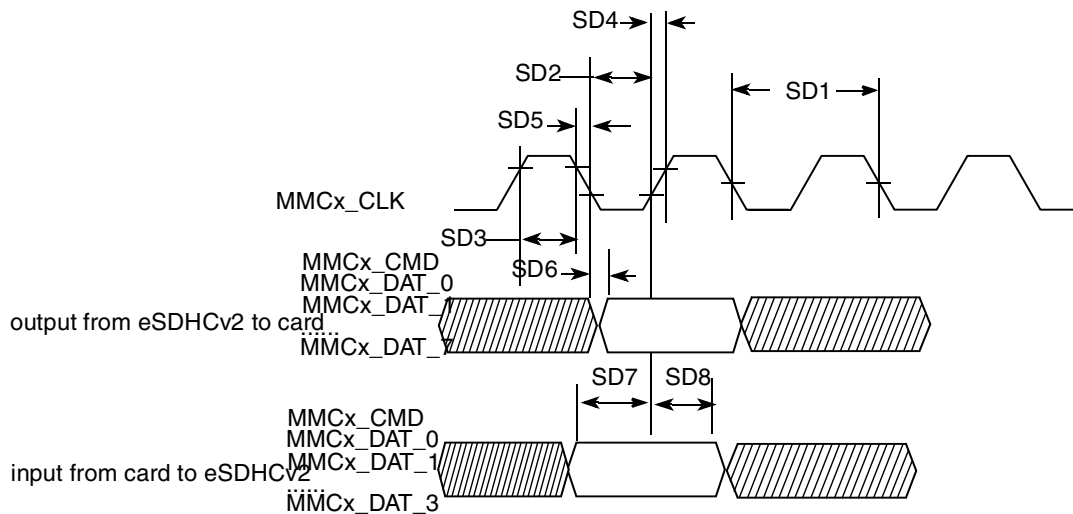 SD4
SD2
SD1
SD5
MMCx_CLK
SD3
MMCx_CMD
SD6
MMCx_DAT_0
MMCx_DAT_1
output from eSDHCv2 to card
......
MMCx_DAT_7
SD7
SD8
MMCx_CMD
MMCx_DAT_0
MMCx_DAT_1
input from card to eSDHCv2
......
MMCx_DAT_3